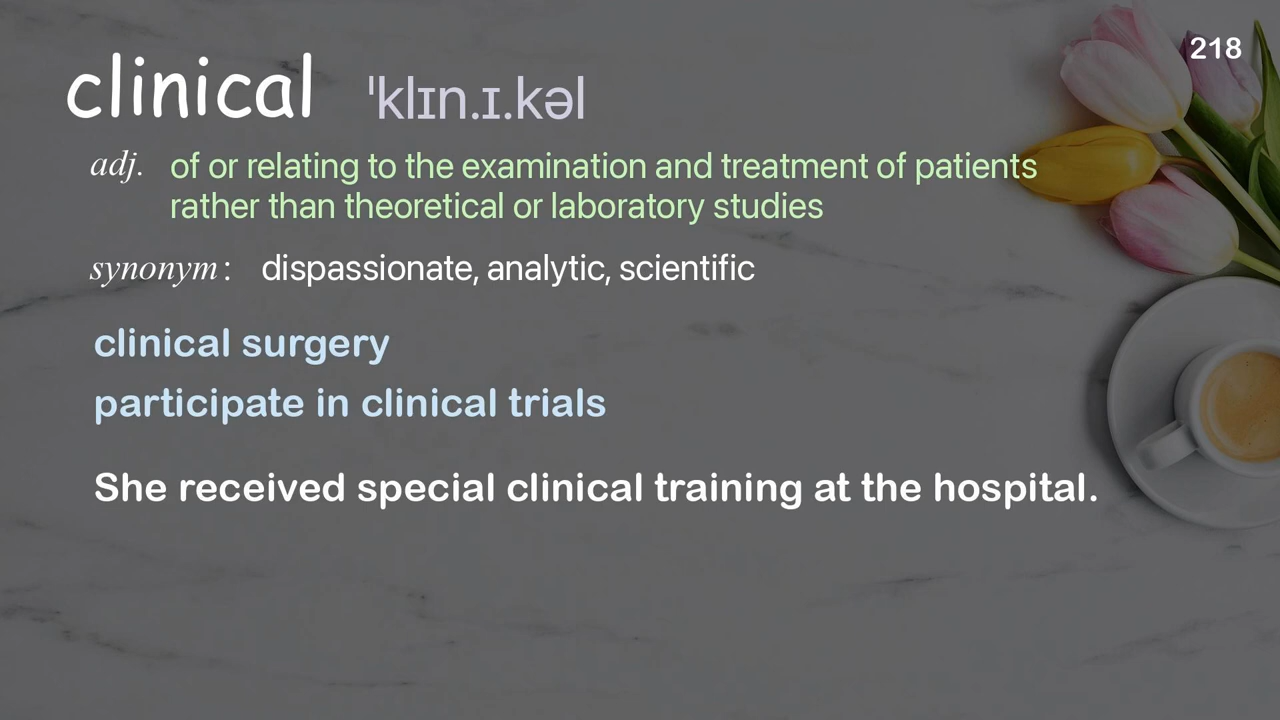 218
clinical ˈklɪn.ɪ.kəl
adj. of or relating to the examination and treatment of patients
rather than theoretical or laboratory studies
synonym : dispassionate, analytic, scientific
clinical surgery
participate in clinical trials
She received special clinical training at the hospital.